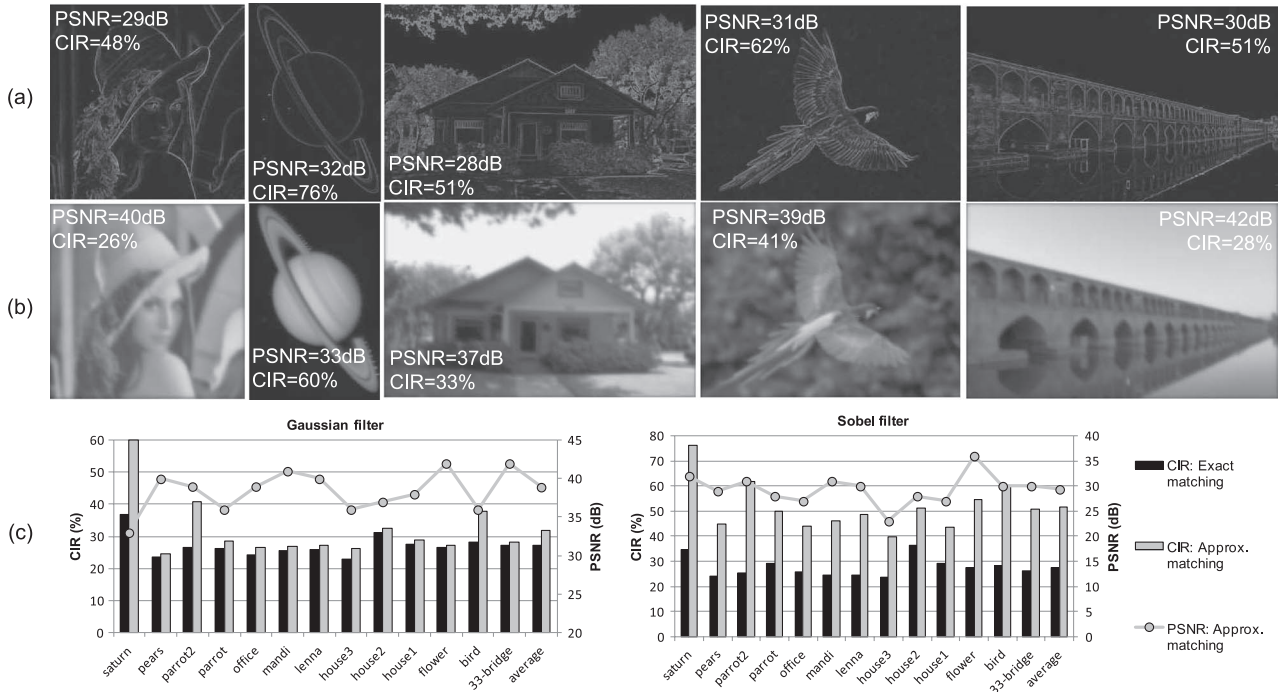 (a)
PSNR=29dB
CIR=48%
PSNR=32dB
CIR=76%
PSNR=28dB
CIR=51%
PSNR=31dB
CIR=62%
PSNR=30dB
CIR=51%
(b)
PSNR=40dB
CIR=26%
PSNR=33dB
CIR=60%
PSNR=37dB
CIR=33%
PSNR=39dB
CIR=41%
PSNR=42dB
CIR=28%
(c)
Gaussian filter
CIR (%)
60
50
40
30
20
10
0
PSNR (dB)
45
40
35
30
25
20
saturn
pears
parrot2
parrot
office
mandi
lenna
house3
house2
house1
flower
bird
33-bridge
average
Sobel filter
CIR (%)
80
70
60
50
40
30
20
10
0
PSNR (dB)
40
35
30
25
20
15
10
5
0
saturn
pears
parrot2
parrot
office
mandi
lenna
house3
house2
house1
flower
bird
33-bridge
average
CIR: Exact
matching
CIR: Approx.
matching
PSNR: Approx.
matching